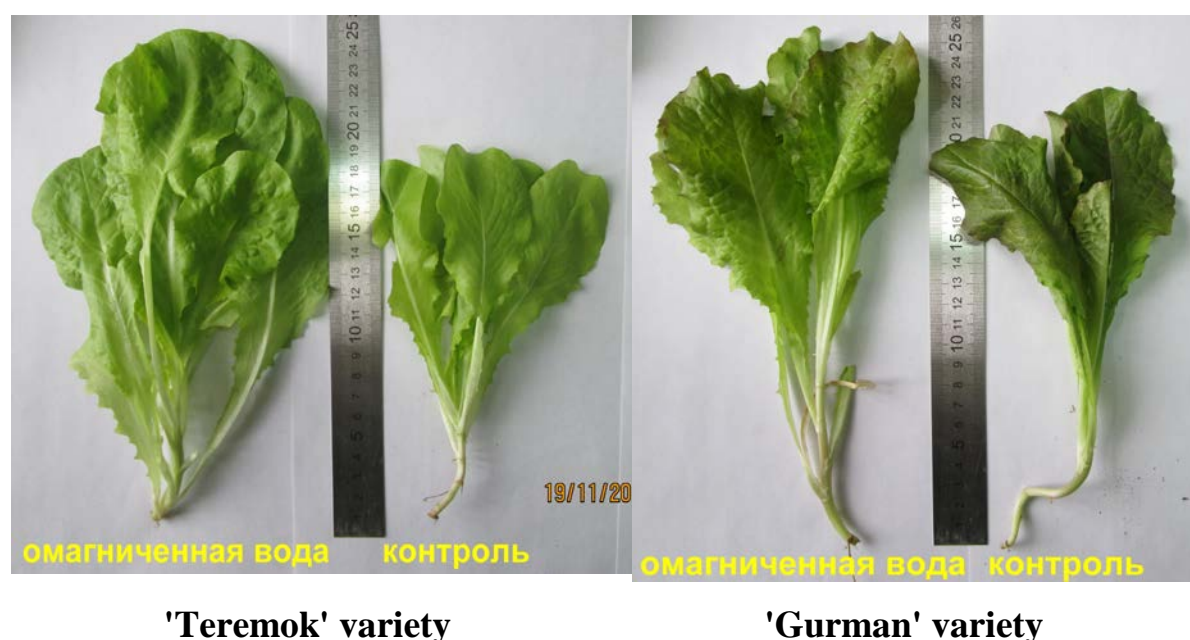 19/11/20
омагниченная вода контроль
омагниченная вода контроль
'Teremok' variety
'Gurman' variety